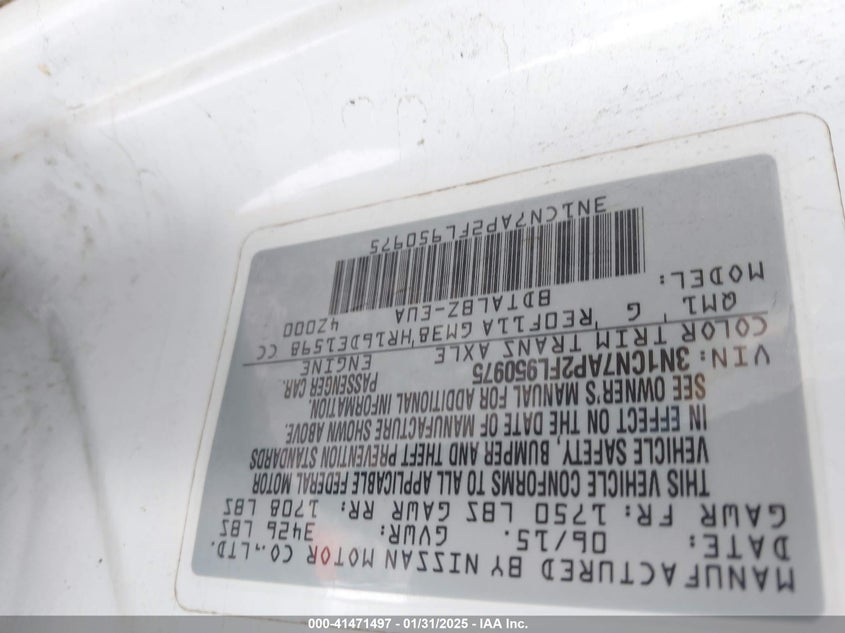 MANUFACTURED BY NISSAN MOTOR CO.,LTD.
DATE: 06/15. GVWR: 3426 LBS
GAWR FR: 1750 LBS GAWR RR: 1708 LBS
THIS VEHICLE CONFORMS TO ALL APPLICABLE FEDERAL MOTOR
VEHICLE SAFETY, BUMPER AND THEFT PREVENTION STANDARDS
IN EFFECT ON THE DATE OF MANUFACTURE SHOWN ABOVE.
SEE OWNER'S MANUAL FOR ADDITIONAL INFORMATION.
VIN: 3N1CN7AP2FL950975 PASSENGER CAR.
COLOR TRIM TRANS AXLE ENGINE
QM1 ' G 'RE0F11A GM38'HR16DE1598 CC
MODEL: BDTALBZ-EUA 4Z000
3N1CN7AP2FL950975
000-41471497 - 01/31/2025 - IAA Inc.